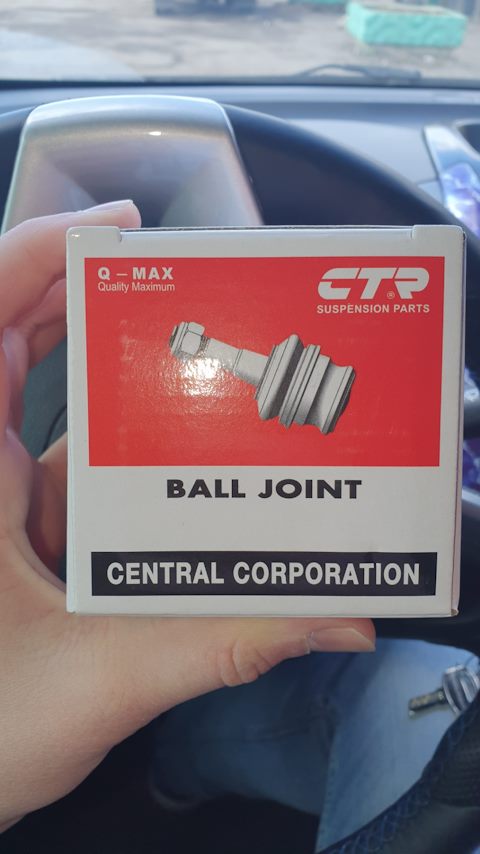 Q – MAX
Quality Maximum
CTR
®
SUSPENSION PARTS
BALL JOINT
CENTRAL CORPORATION